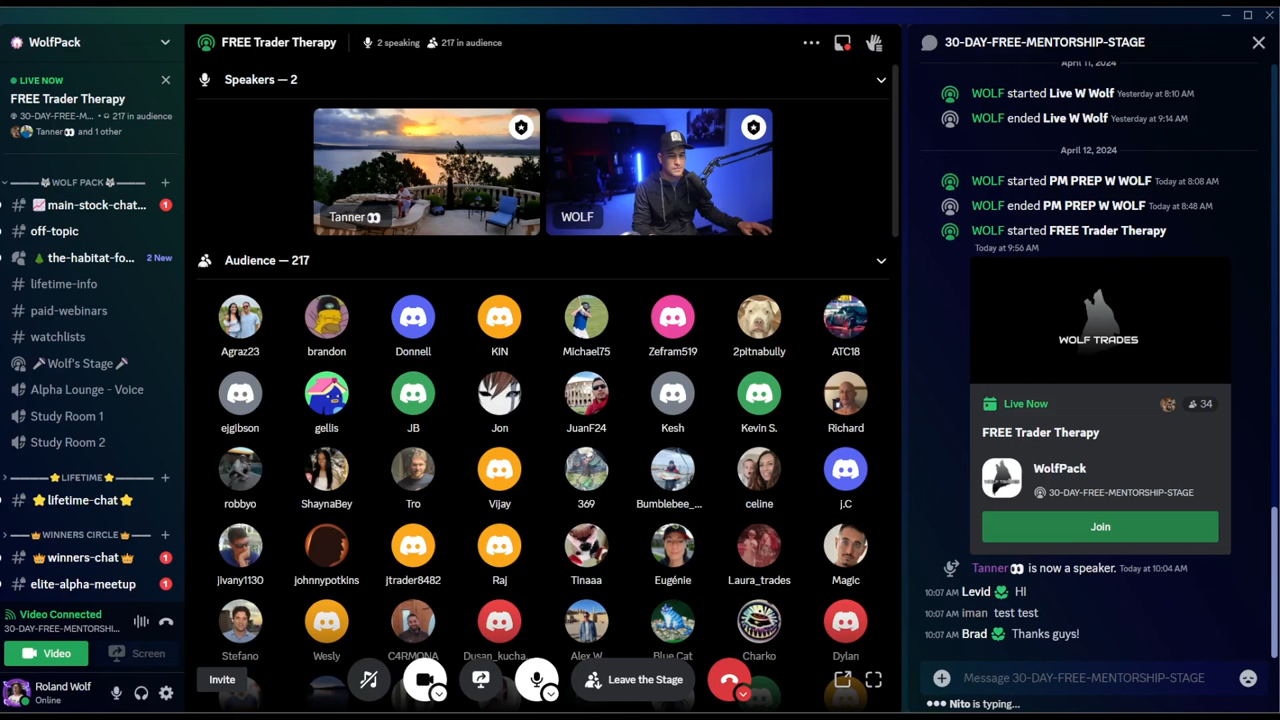 WolfPack
LIVE NOW
FREE Trader Therapy
30-DAY-FREE-M... • 217 in audience
Tanner👀 and 1 other
🐺 WOLF PACK 🐺
📈 main-stock-chat... 1
off-topic
🌲 the-habitat-fo... 2 New
lifetime-info
paid-webinars
watchlists
🎤Wolf's Stage🎤
Alpha Lounge - Voice
Study Room 1
Study Room 2
⭐ LIFETIME ⭐
⭐lifetime-chat⭐
👑 WINNERS CIRCLE 👑
👑winners-chat👑 1
elite-alpha-meetup 1
Video Connected
30-DAY-FREE-MENTORSHI...
Video
Screen
Roland Wolf
Online
FREE Trader Therapy
2 speaking 217 in audience
Speakers — 2
Tanner👀 WOLF
Audience — 217
Agraz23 brandon Donnell KIN Michael75 Zefram519 2pitnabully ATC18
ejgibson gellis JB Jon JuanF24 Kesh Kevin S. Richard
robbyo ShaynaBey Tro Vijay 369 Bumblebee_... celine j.C
jivany1130 johnnypotkins jtrader8482 Raj Tinaaa Eugénie Laura_trades Magic
Stefano Wesly C4RMONA Dusan_kucha... Alex W... Blue Cat Charko Dylan
Invite
Leave the Stage
30-DAY-FREE-MENTORSHIP-STAGE
April 11, 2024
WOLF started Live W Wolf Yesterday at 8:10 AM
WOLF ended Live W Wolf Yesterday at 9:14 AM
April 12, 2024
WOLF started PM PREP W WOLF Today at 8:08 AM
WOLF ended PM PREP W WOLF Today at 8:48 AM
WOLF started FREE Trader Therapy
Today at 9:56 AM
WOLF TRADES
Live Now 34
FREE Trader Therapy
WolfPack
30-DAY-FREE-MENTORSHIP-STAGE
Join
Tanner👀 is now a speaker. Today at 10:04 AM
10:07 AM Levid HI
10:07 AM iman test test
10:07 AM Brad Thanks guys!
Message 30-DAY-FREE-MENTORSHIP-STAGE
Nito is typing...